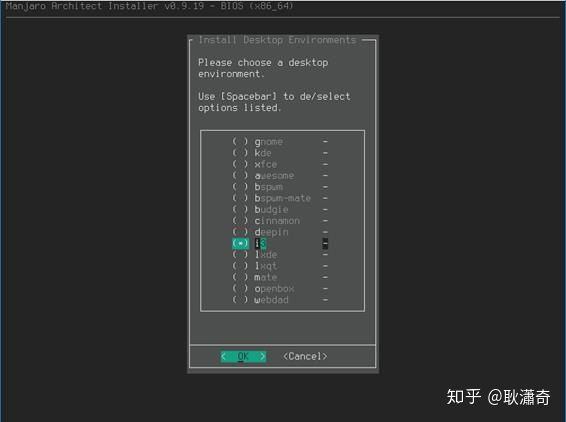 Manjaro Architect Installer v0.9.19 - BIOS (x86_64)
Install Desktop Environments
Please choose a desktop
environment.
Use [Spacebar] to de/select
options listed.
( ) gnome -
( ) kde -
( ) xfce -
( ) awesome -
( ) bspwm -
( ) bspwm-mate -
( ) budgie -
( ) cinnamon -
( ) deepin -
(*) i3 -
( ) lxde -
( ) lxqt -
( ) mate -
( ) openbox -
( ) webdad -
< OK > <Cancel>
知乎 @耿瀟奇